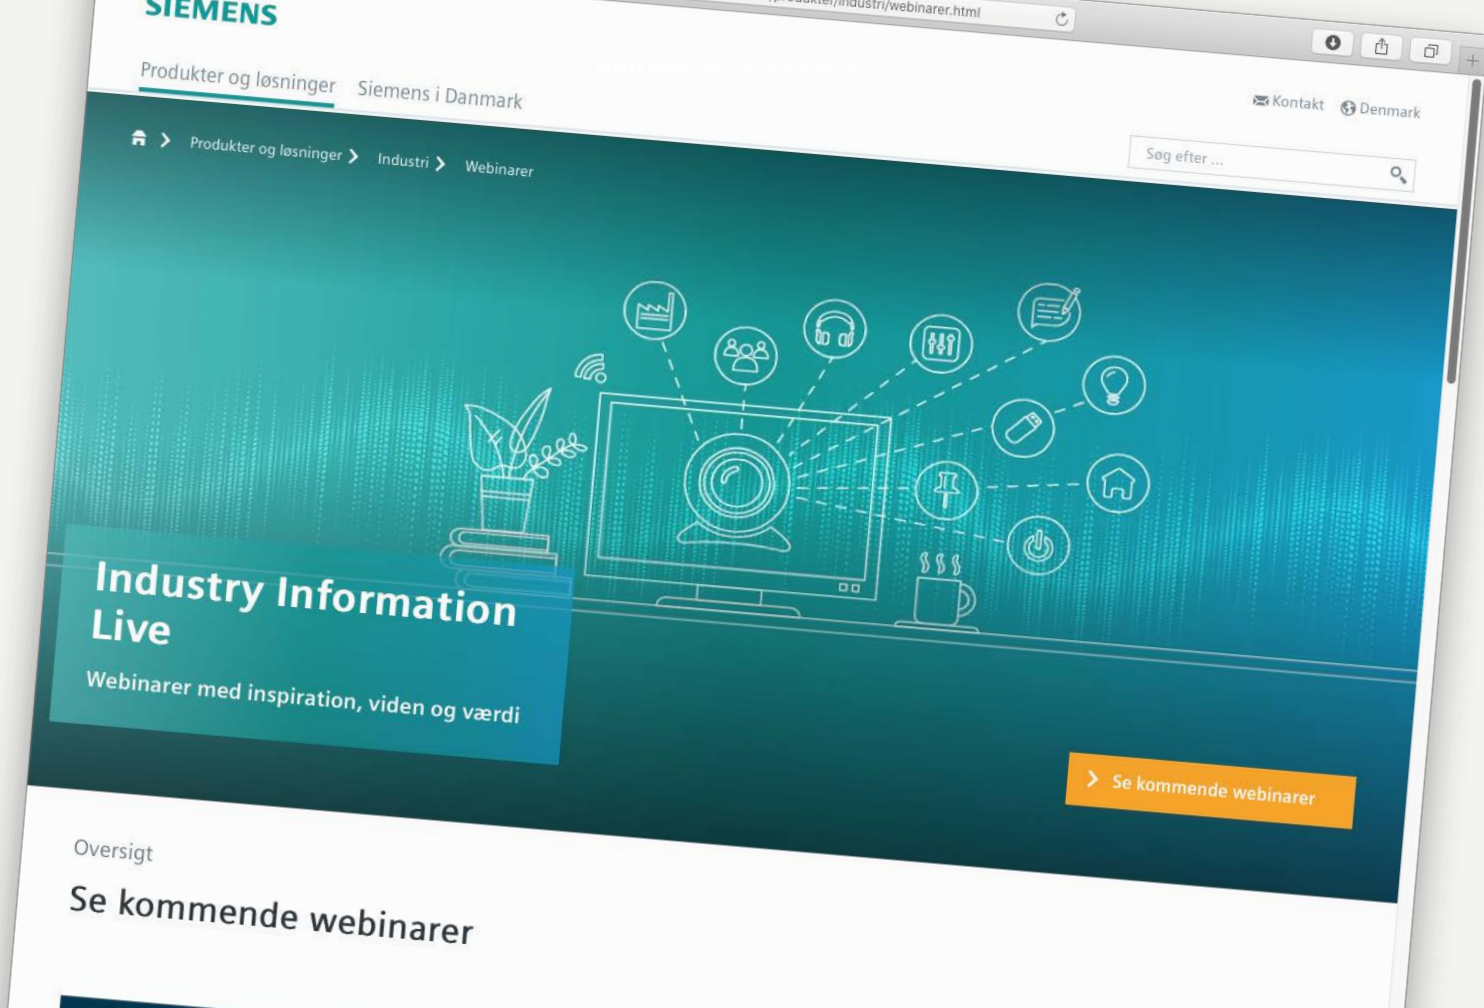 produkter/industri/webinarer.html
SIEMENS
Produkter og løsninger
Siemens i Danmark
Kontakt
Denmark
Søg efter ...
Produkter og løsninger
Industri
Webinarer
Industry Information
Live
Webinarer med inspiration, viden og værdi
Se kommende webinarer
Oversigt
Se kommende webinarer